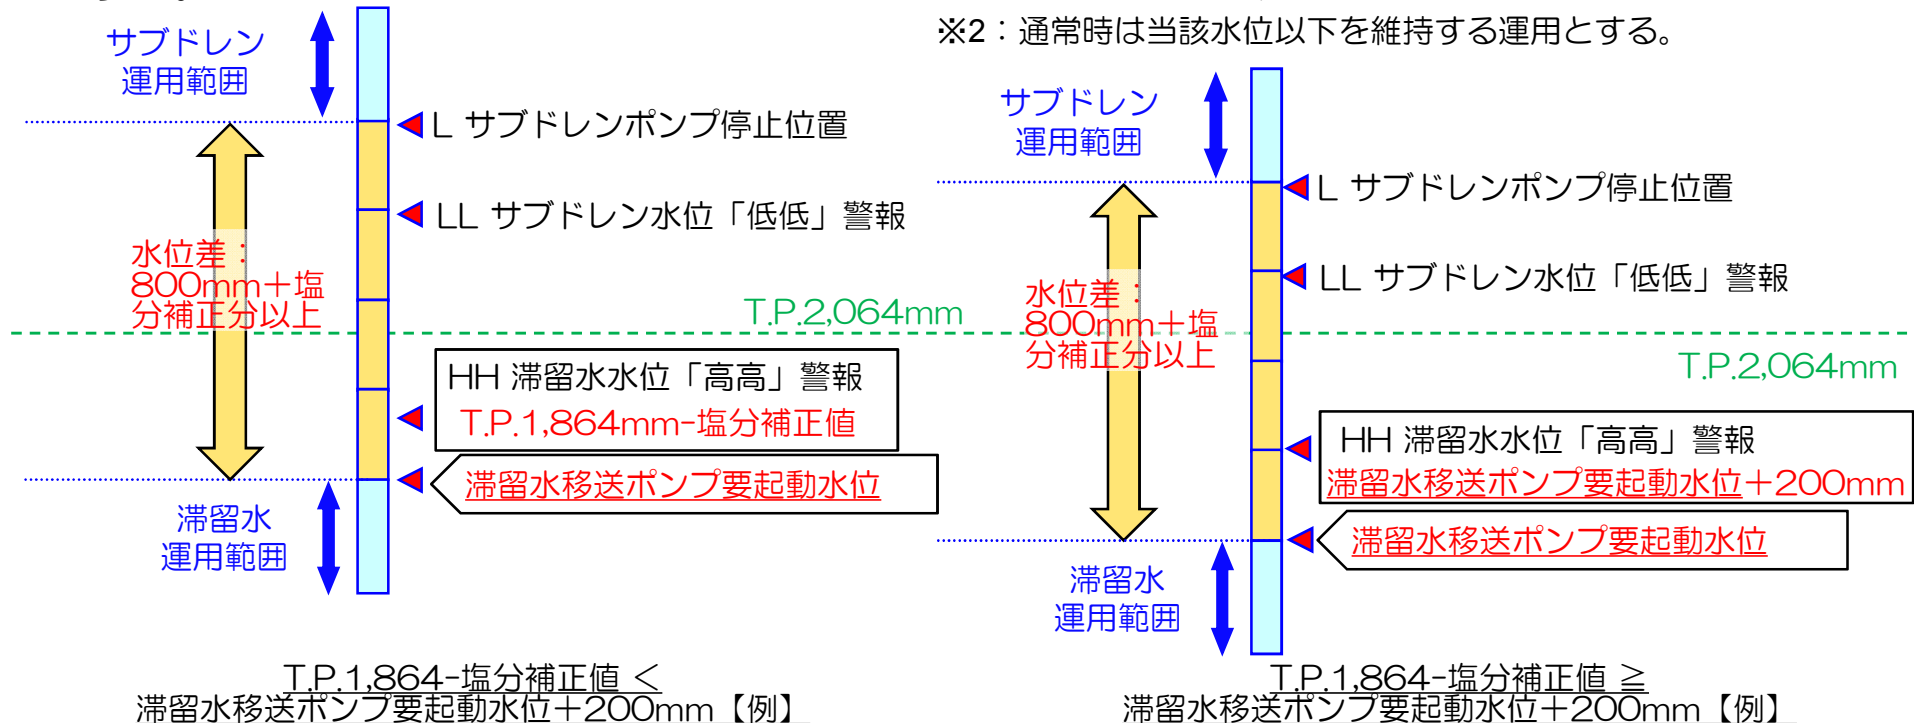 ※2：通常時は当該水位以下を維持する運用とする。
サブドレン
運用範囲
L サブドレンポンプ停止位置
LL サブドレン水位「低低」警報
水位差：
800mm＋塩
分補正分以上
T.P.2,064mm
HH 滞留水水位「高高」警報
T.P.1,864mm-塩分補正値
滞留水移送ポンプ要起動水位
滞留水
運用範囲
T.P.1,864-塩分補正値 ＜
滞留水移送ポンプ要起動水位＋200mm【例】
サブドレン
運用範囲
L サブドレンポンプ停止位置
LL サブドレン水位「低低」警報
水位差：
800mm＋塩
分補正分以上
T.P.2,064mm
HH 滞留水水位「高高」警報
滞留水移送ポンプ要起動水位＋200mm
滞留水移送ポンプ要起動水位
滞留水
運用範囲
T.P.1,864-塩分補正値 ≧
滞留水移送ポンプ要起動水位＋200mm【例】